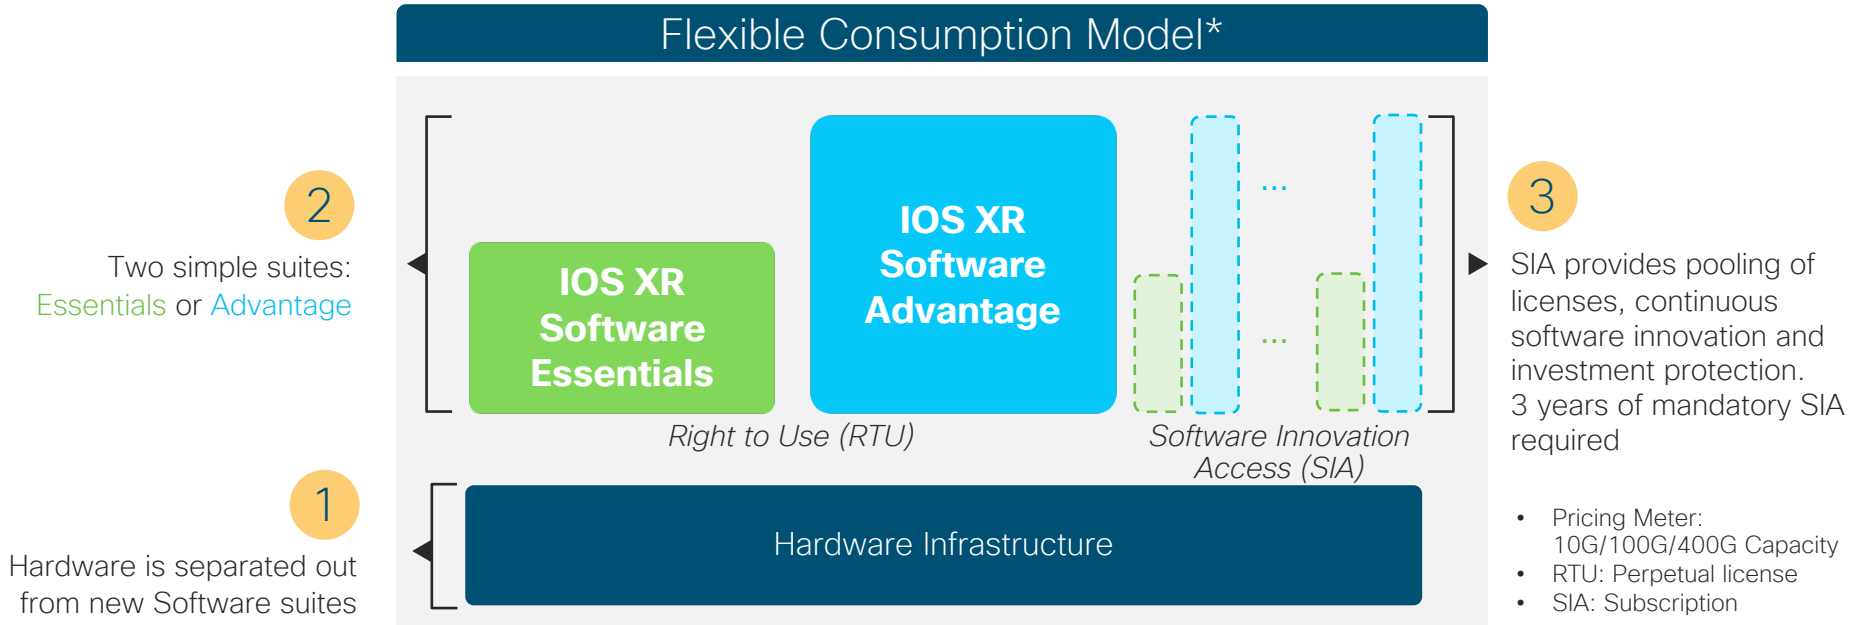 Flexible Consumption Model*
2
Two simple suites:
Essentials or Advantage
IOS XR
Software
Essentials
IOS XR
Software
Advantage
...
...
Right to Use (RTU)
Software Innovation
Access (SIA)
3
SIA provides pooling of
licenses, continuous
software innovation and
investment protection.
3 years of mandatory SIA
required
1
Hardware is separated out
from new Software suites
Hardware Infrastructure
• Pricing Meter:
10G/100G/400G Capacity
• RTU: Perpetual license
• SIA: Subscription